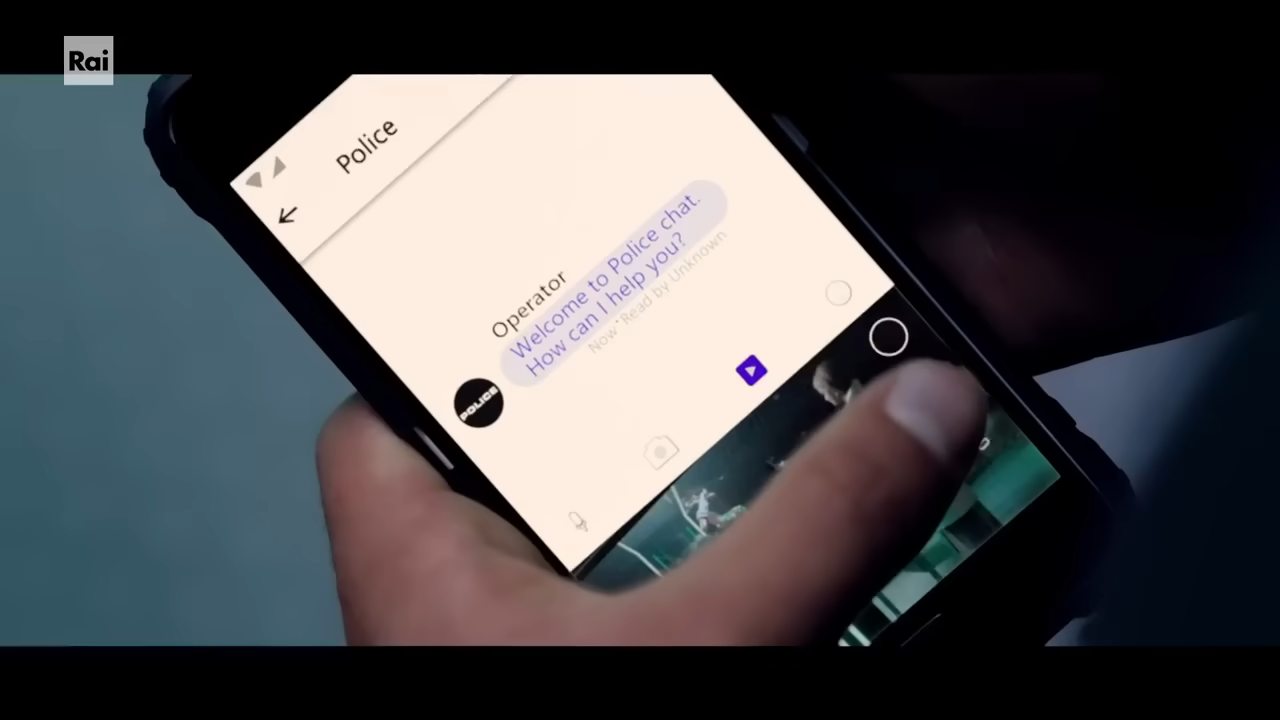 Rai
Police
Operator
Welcome to Police chat.
How can I help you?
Now·Read by Unknown
POLICE